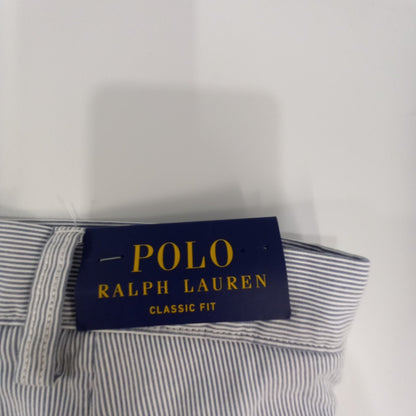 POLO
RALPH LAUREN
CLASSIC FIT